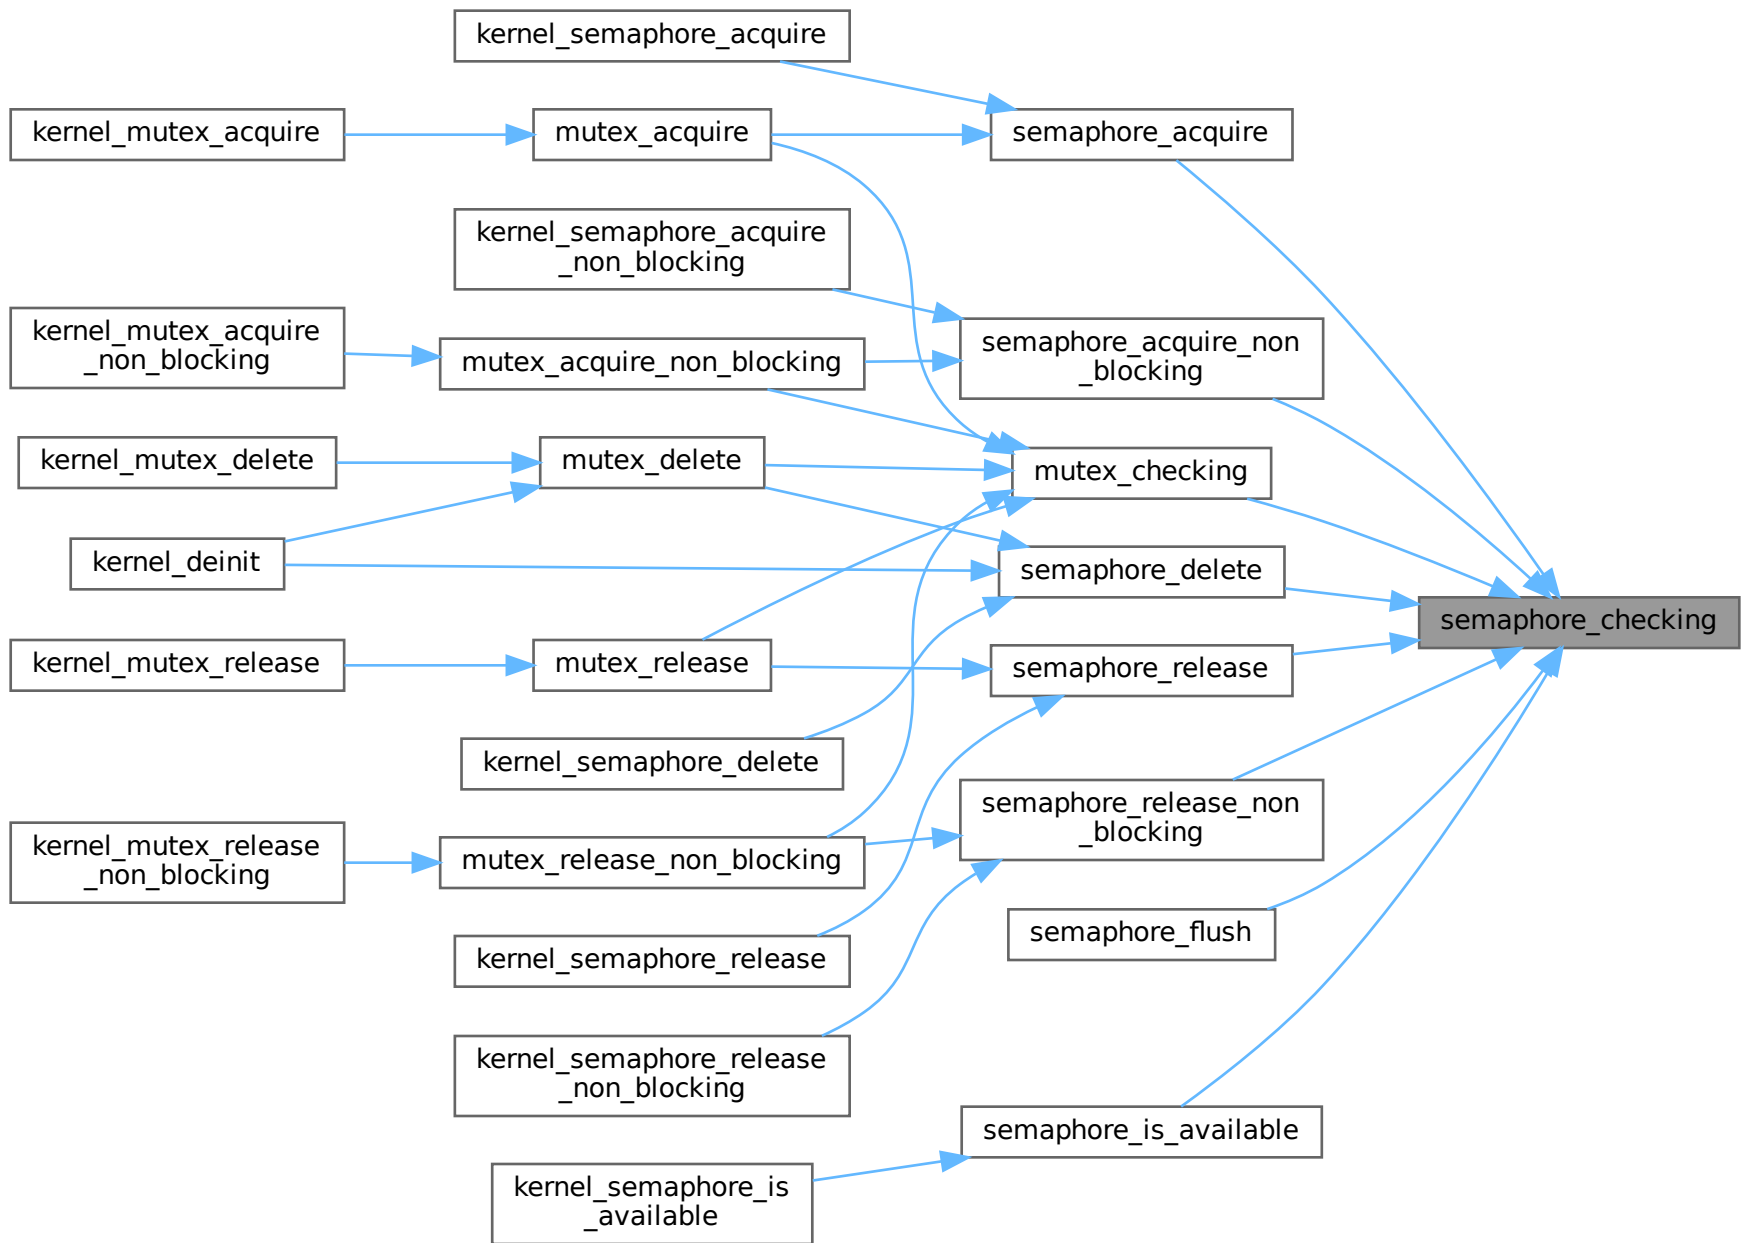 kernel_semaphore_acquire
kernel_mutex_acquire
mutex_acquire
semaphore_acquire
kernel_semaphore_acquire
_non_blocking
kernel_mutex_acquire
_non_blocking
mutex_acquire_non_blocking
semaphore_acquire_non
_blocking
kernel_mutex_delete
mutex_delete
mutex_checking
kernel_deinit
semaphore_delete
semaphore_checking
kernel_mutex_release
mutex_release
semaphore_release
kernel_semaphore_delete
semaphore_release_non
_blocking
kernel_mutex_release
_non_blocking
mutex_release_non_blocking
semaphore_flush
kernel_semaphore_release
kernel_semaphore_release
_non_blocking
semaphore_is_available
kernel_semaphore_is
_available